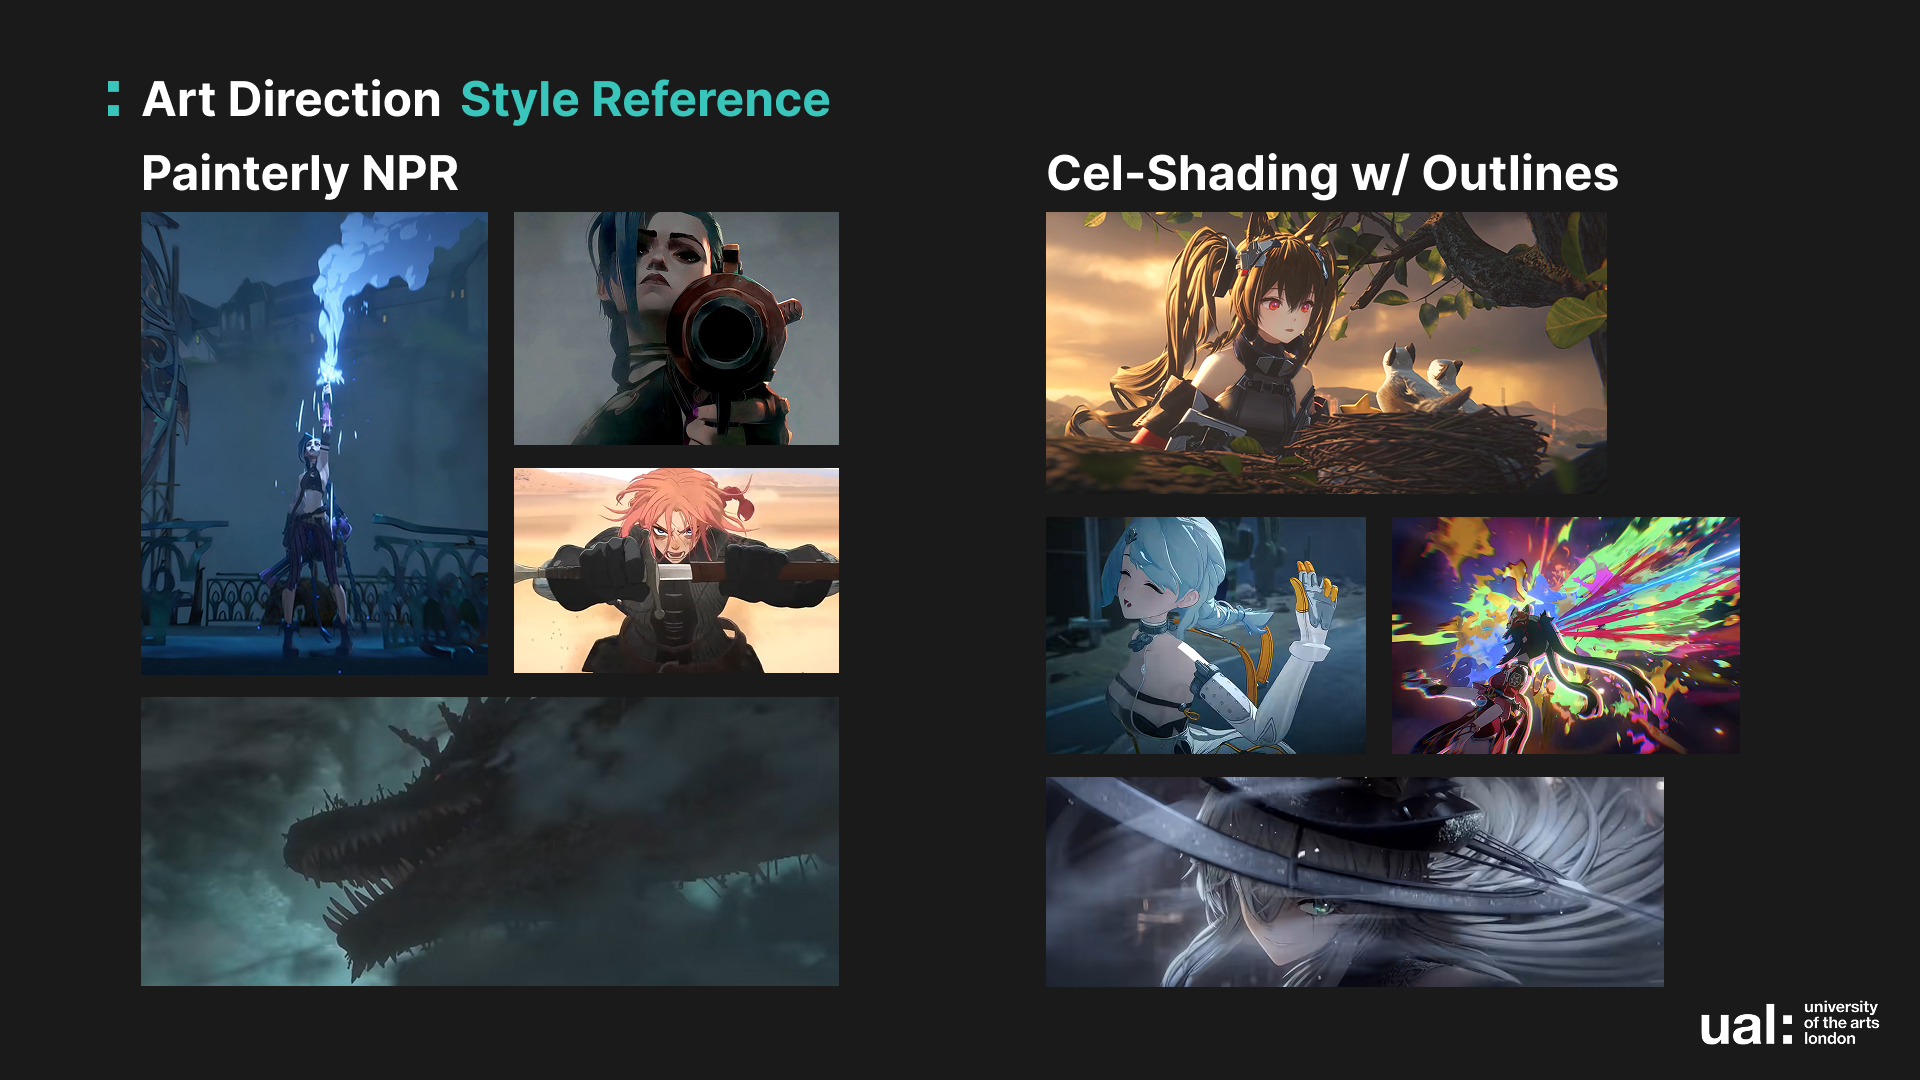 : Art Direction Style Reference
Painterly NPR
Cel-Shading w/ Outlines
ual:
university
of the arts
london